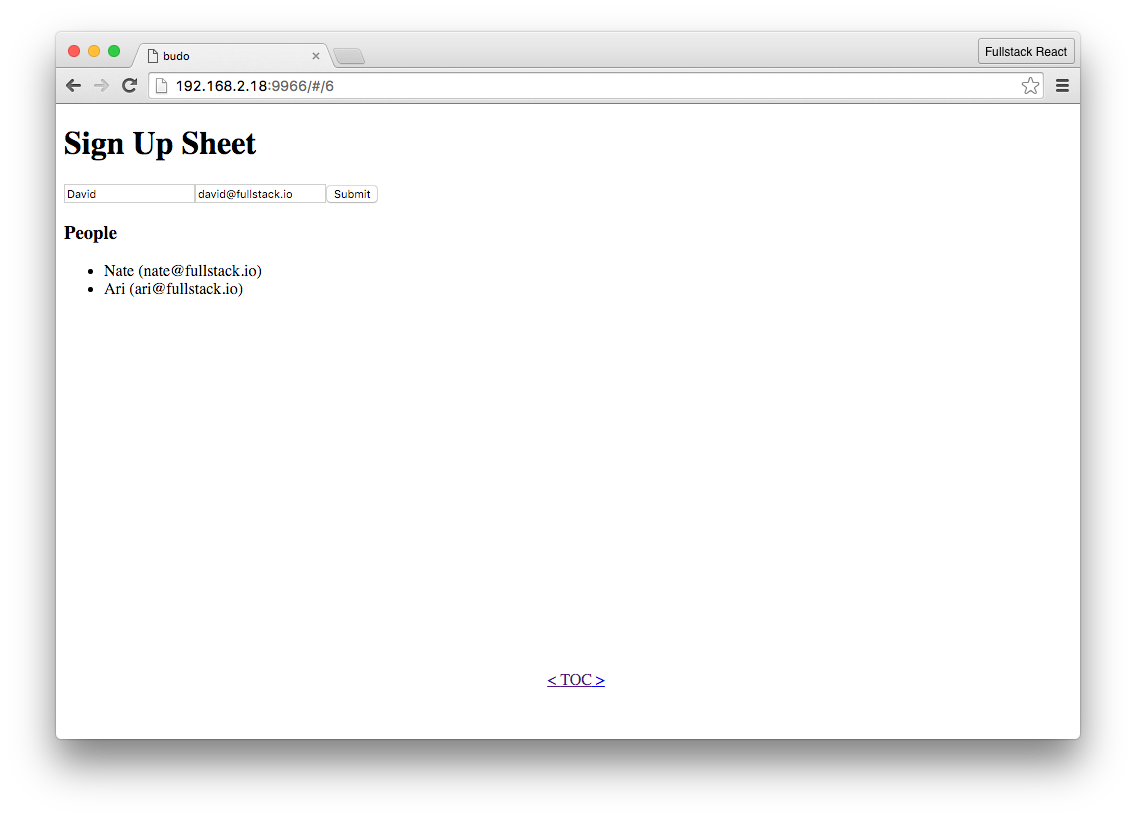 budo
Fullstack React
192.168.2.18:9966/#/6
Sign Up Sheet
David david@fullstack.io Submit
People
Nate (nate@fullstack.io)
Ari (ari@fullstack.io)
< TOC >